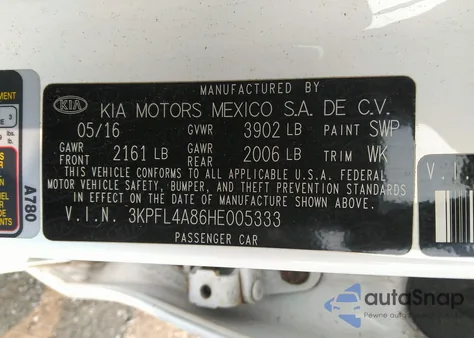 MANUFACTURED BY
KIA KIA MOTORS MEXICO S.A. DE C.V.
05/16 GVWR 3902 LB PAINT SWP
GAWR FRONT 2161 LB GAWR REAR 2006 LB TRIM WK
THIS VEHICLE CONFORMS TO ALL APPLICABLE U.S.A. FEDERAL
MOTOR VEHICLE SAFETY, BUMPER, AND THEFT PREVENTION STANDARDS
IN EFFECT ON THE DATE OF MANUFACTURE SHOWN ABOVE.
V.I.N. 3KPFL4A86HE005333
PASSENGER CAR
A780
V.I.
autoSnap